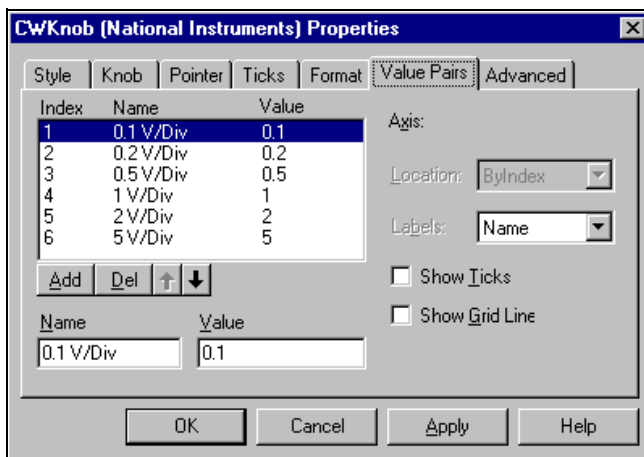 CWKnob (National Instruments) Properties
Style Knob Pointer Ticks Format Value Pairs Advanced
Index Name Value
1 0.1 V/Div 0.1
2 0.2 V/Div 0.2
3 0.5 V/Div 0.5
4 1 V/Div 1
5 2 V/Div 2
6 5 V/Div 5
Add Del
Name Value
0.1 V/Div 0.1
Axis:
Location: ByIndex
Labels: Name
Show Ticks
Show Grid Line
OK Cancel Apply Help